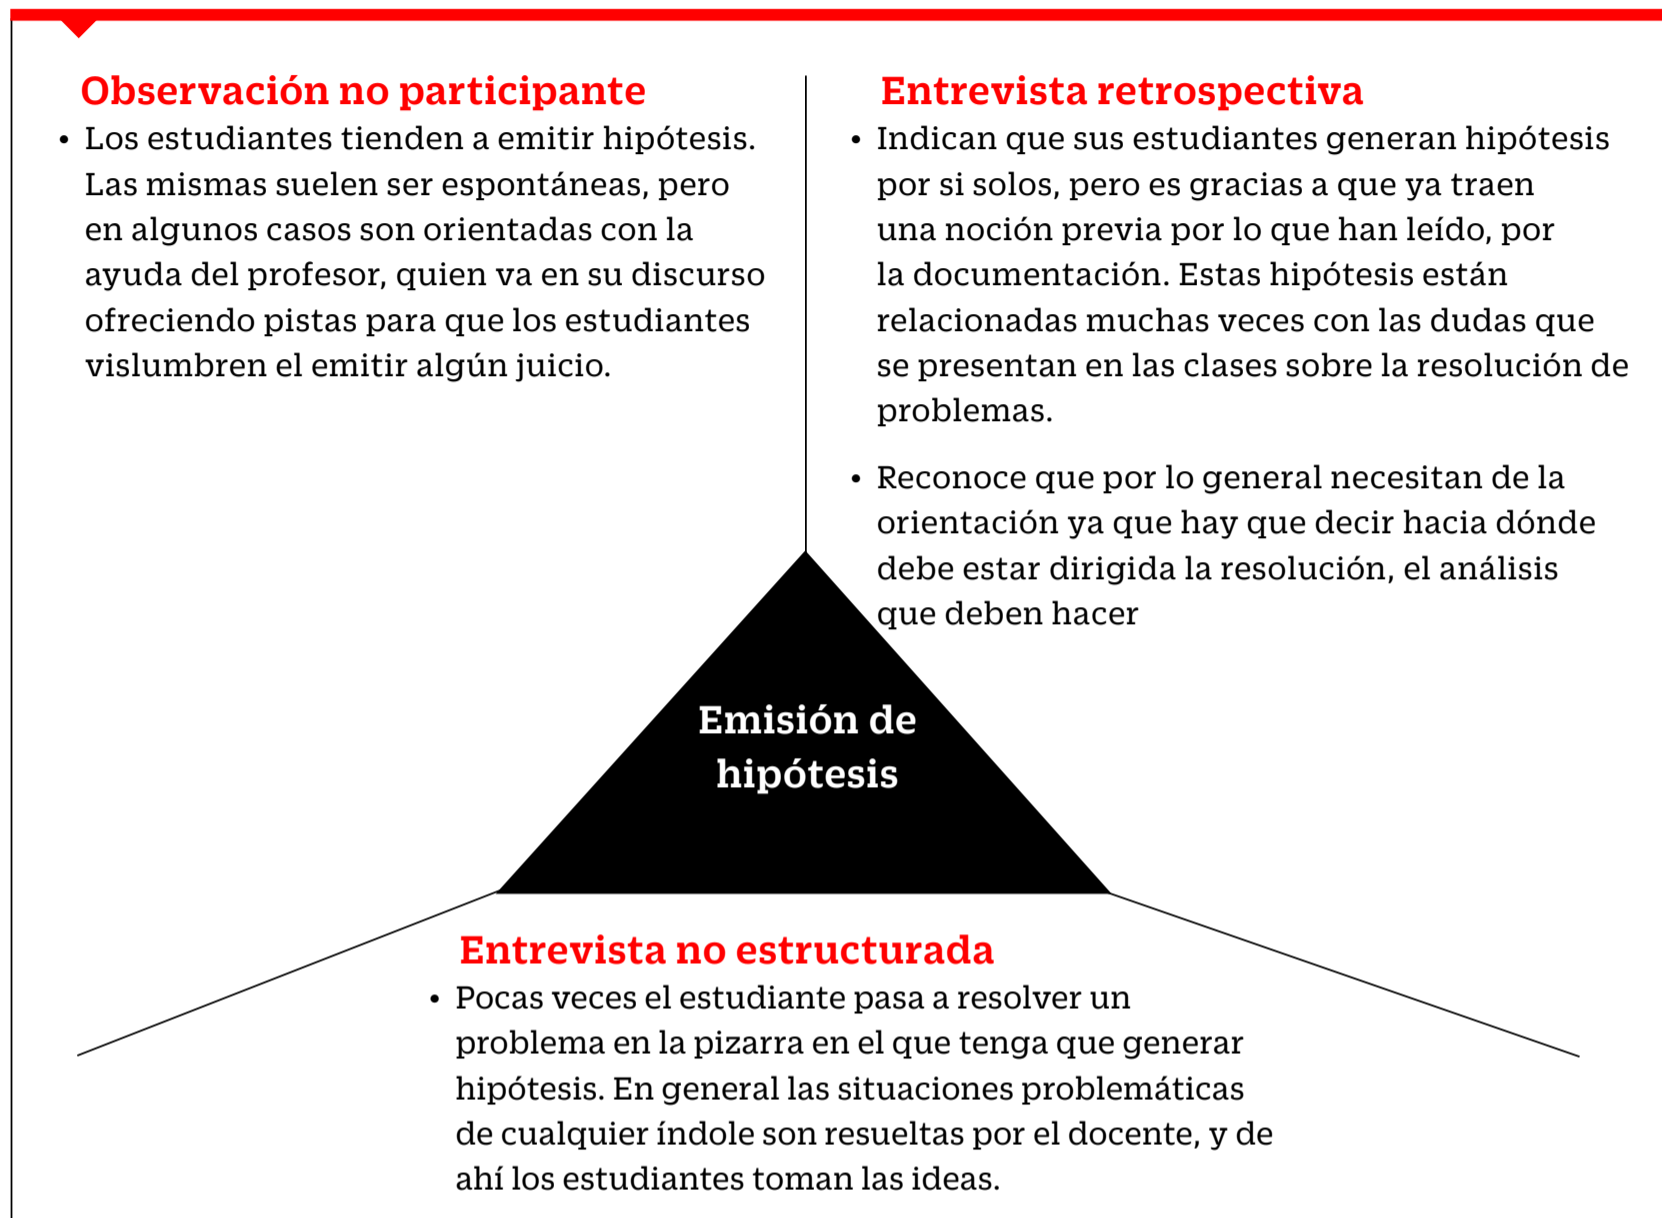 Observación no participante
• Los estudiantes tienden a emitir hipótesis.
Las mismas suelen ser espontáneas, pero
en algunos casos son orientadas con la
ayuda del profesor, quien va en su discurso
ofreciendo pistas para que los estudiantes
vislumbren el emitir algún juicio.
Entrevista retrospectiva
• Indican que sus estudiantes generan hipótesis
por si solos, pero es gracias a que ya traen
una noción previa por lo que han leído, por
la documentación. Estas hipótesis están
relacionadas muchas veces con las dudas que
se presentan en las clases sobre la resolución de
problemas.
• Reconoce que por lo general necesitan de la
orientación ya que hay que decir hacia dónde
debe estar dirigida la resolución, el análisis
que deben hacer
Emisión de
hipótesis
Entrevista no estructurada
• Pocas veces el estudiante pasa a resolver un
problema en la pizarra en el que tenga que generar
hipótesis. En general las situaciones problemáticas
de cualquier índole son resueltas por el docente, y de
ahí los estudiantes toman las ideas.